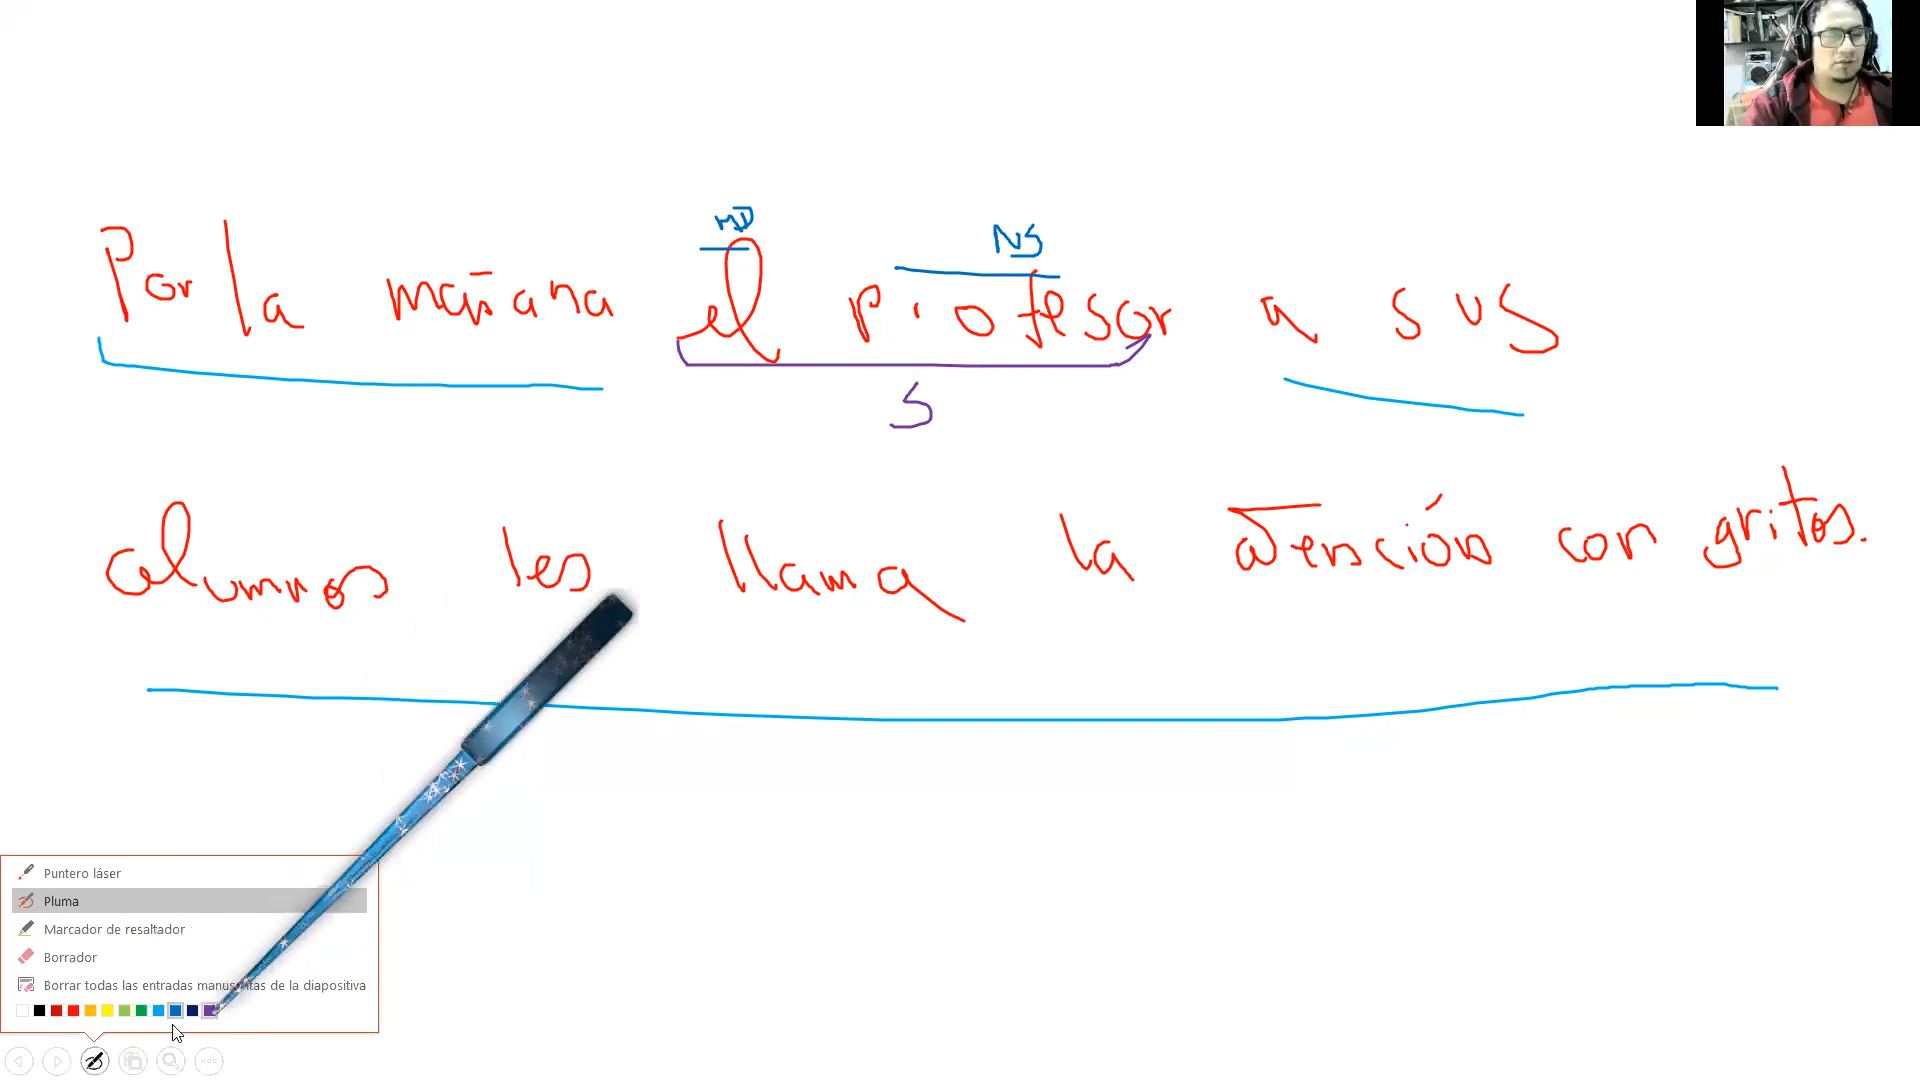 MD
NS
Por la mañana el profesor a sus
S
alumnos les llama la atención con gritos.
Puntero láser
Pluma
Marcador de resaltador
Borrador
Borrar todas las entradas manuscritas de la diapositiva